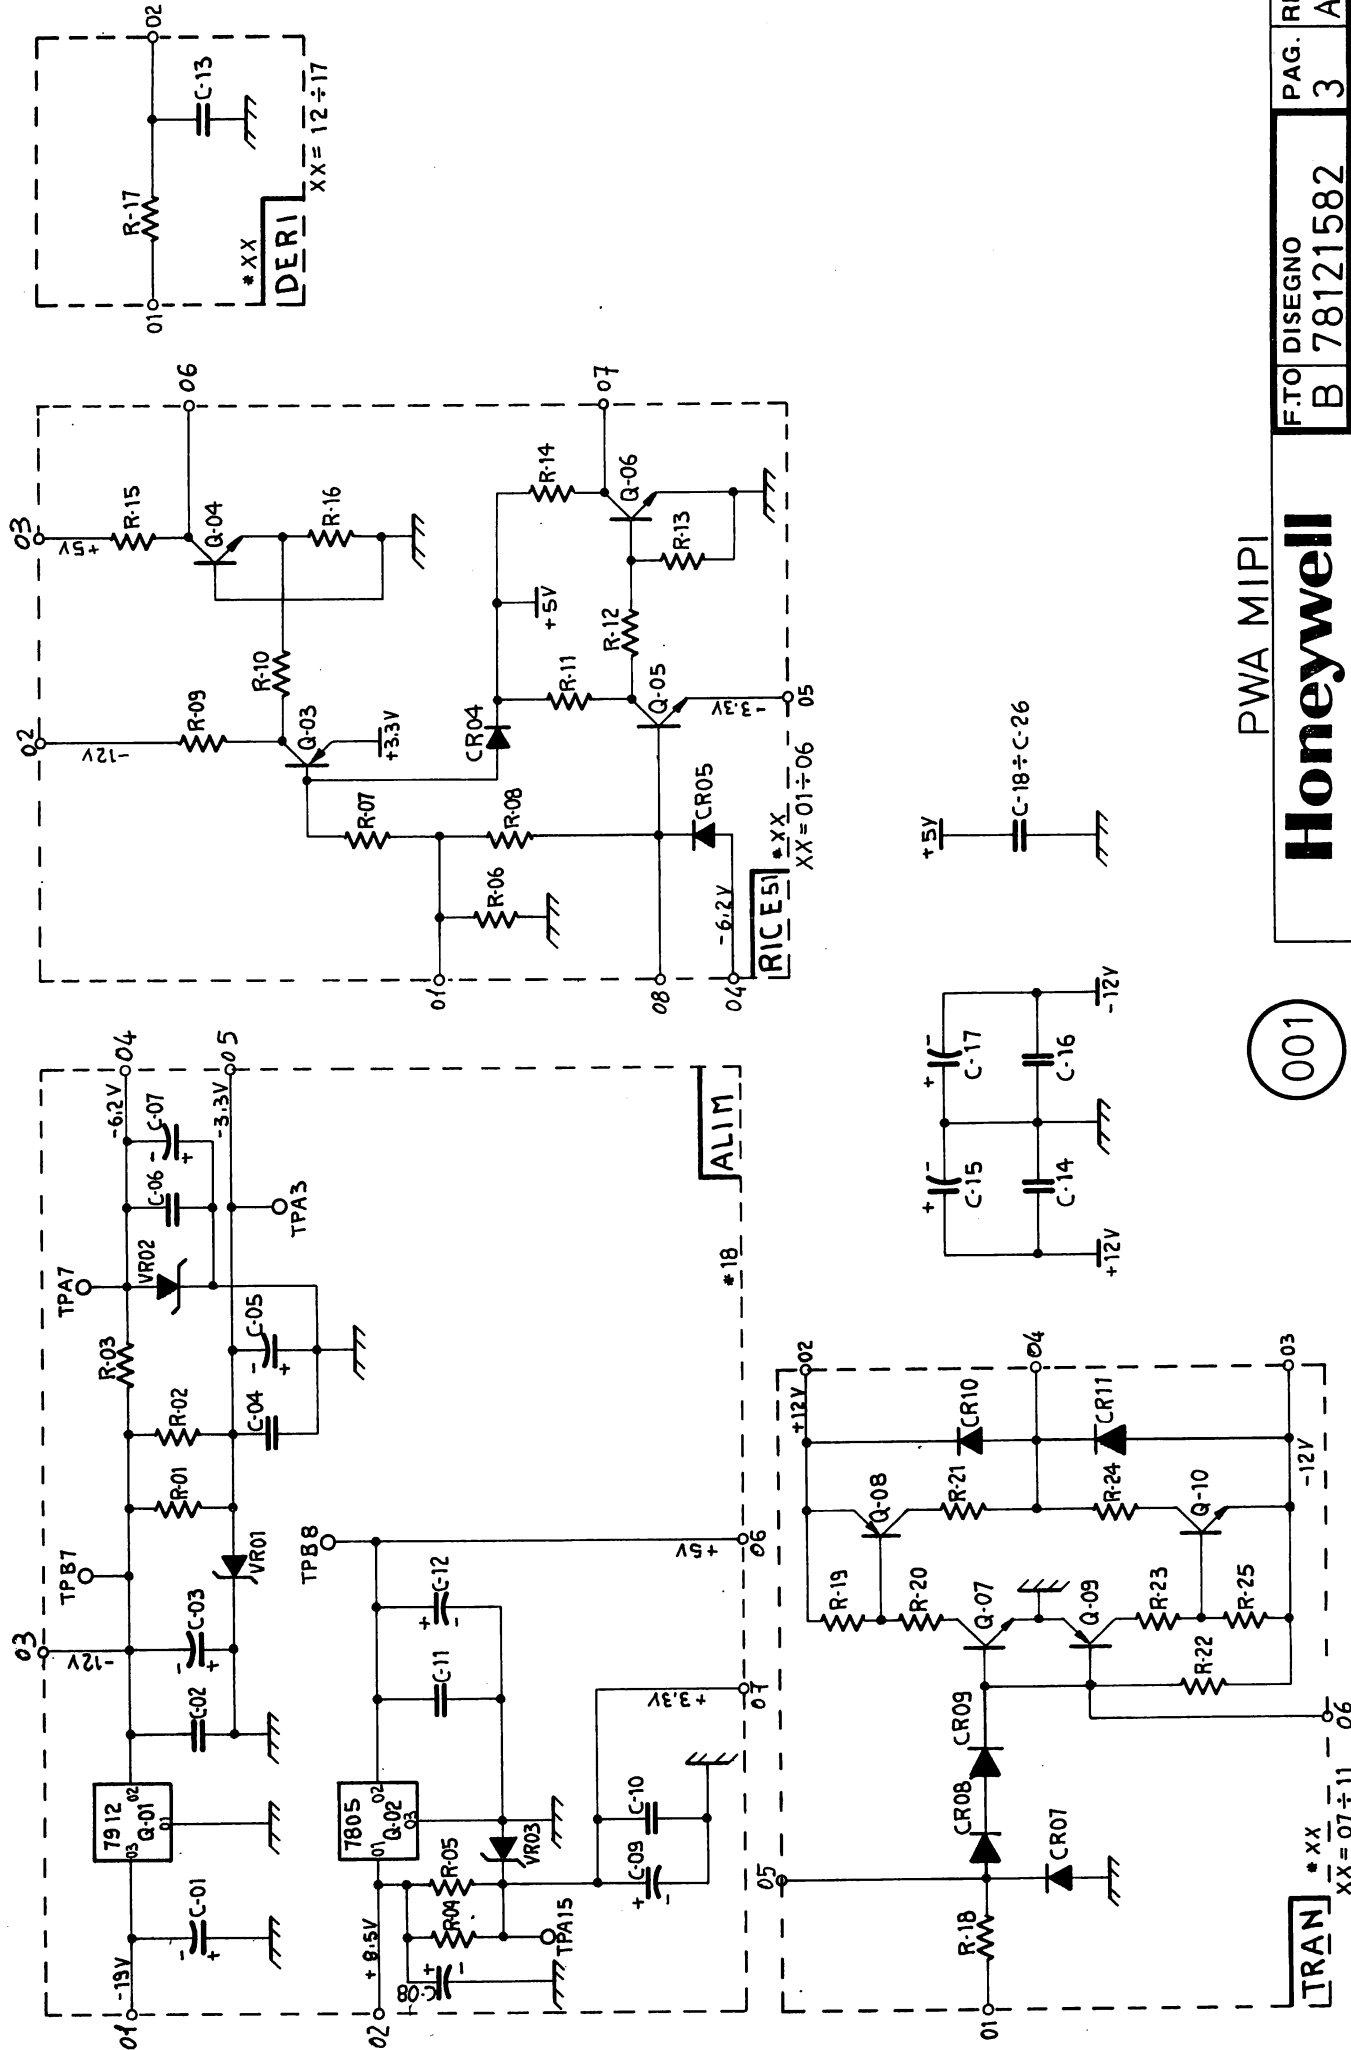 01
-19V
C-01
-
+
7912
Q-01
03
02
01
C-02
03
-12V
C-03
-
+
TPB7
R-01
VR01
R-02
R-03
C-04
C-05
-
+
TPA7
VR02
C-06
C-07
-
+
-6.2V
04
-3.3V
05
TPA3
02
+8.5V
C-08
+
-
R04
R-05
TPA15
7805
Q-02
01
02
03
VR03
C-09
+
-
C-10
C-11
C-12
+
-
TPB8
+5V
06
+3.3V
07
*18
ALIM
01
R-06
R-07
R-08
02
-12V
R-09
Q-03
+3.3V
R-10
03
+5V
R-15
Q-04
R-16
06
CR04
+5V
R-11
R-12
R-13
R-14
Q-05
Q-06
07
CR05
-3.3V
05
08
04
-6.2V
RICE51
*XX
XX=01÷06
01
R-17
C-13
02
*XX
DERI
XX=12÷17
01
R-18
05
CR07
CR08
CR09
R-19
R-20
Q-07
Q-08
R-21
Q-09
R-22
R-23
R-24
Q-10
R-25
CR10
CR11
+12V
02
04
03
-12V
06
TRAN
*XX
XX=07÷11
+12V
+
-
C-15
C-14
+
-
C-17
C-16
-12V
+5V
C-18÷C-26
001
PWA MIPI
Honeywell
F.TO DISEGNO
PAG.
B 78121582
3
A